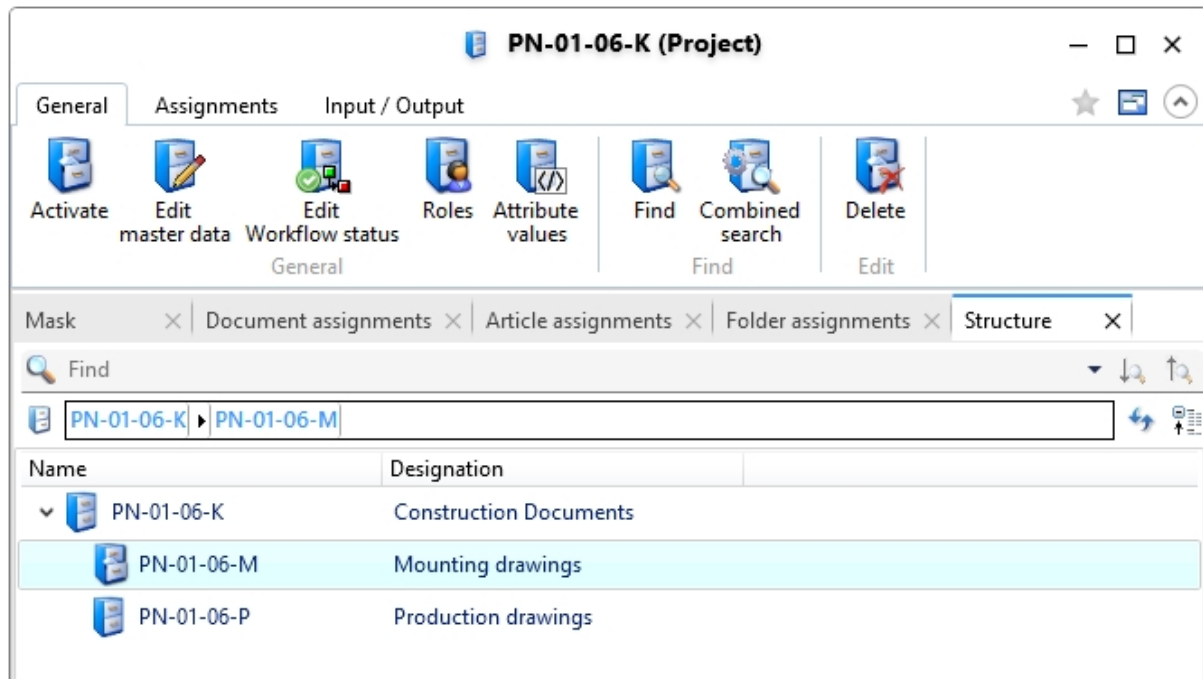 PN-01-06-K (Project)
General Assignments Input / Output
Activate Edit master data Edit Workflow status Roles Attribute values Find Combined search Delete
General Find Edit
Mask Document assignments Article assignments Folder assignments Structure
Find
PN-01-06-K PN-01-06-M
Name Designation
PN-01-06-K Construction Documents
PN-01-06-M Mounting drawings
PN-01-06-P Production drawings